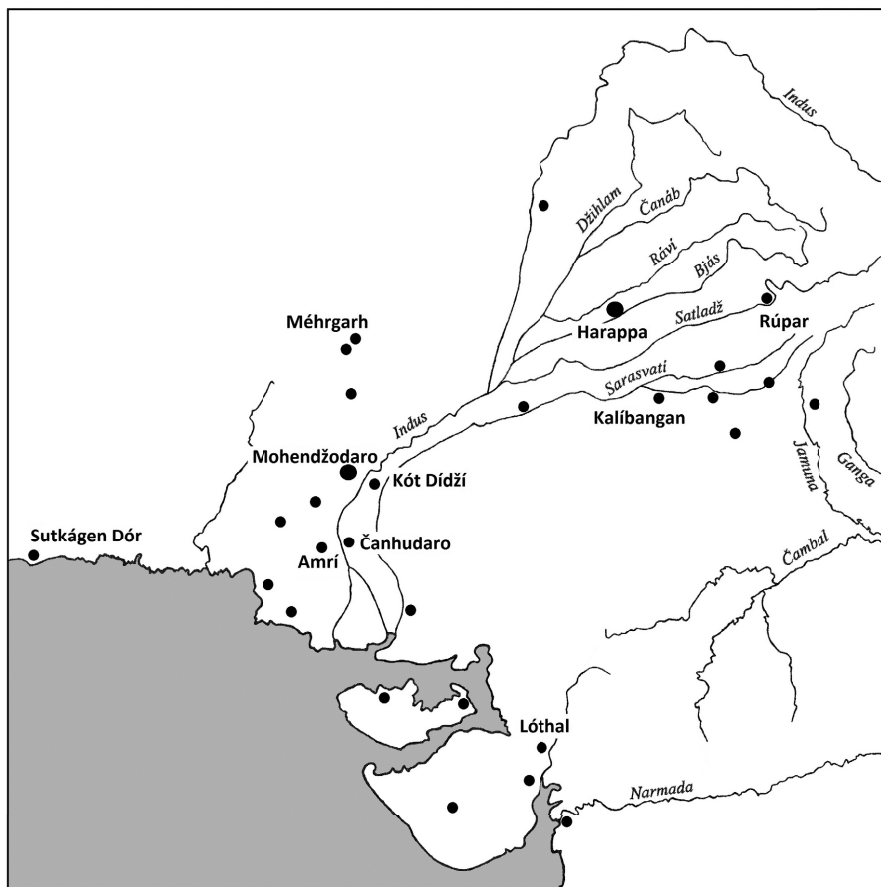 Indus
Džihlam
Čanáb
Ráví
Bjás
Satladž
Rúpar
Harappa
Méhrgarh
Sarasvatí
Kalíbangan
Indus
Mohendžodaro
Kót Dídží
Jamuna
Ganga
Sutkágen Dór
Čanhudaro
Amrí
Čambal
Lóthal
Narmada